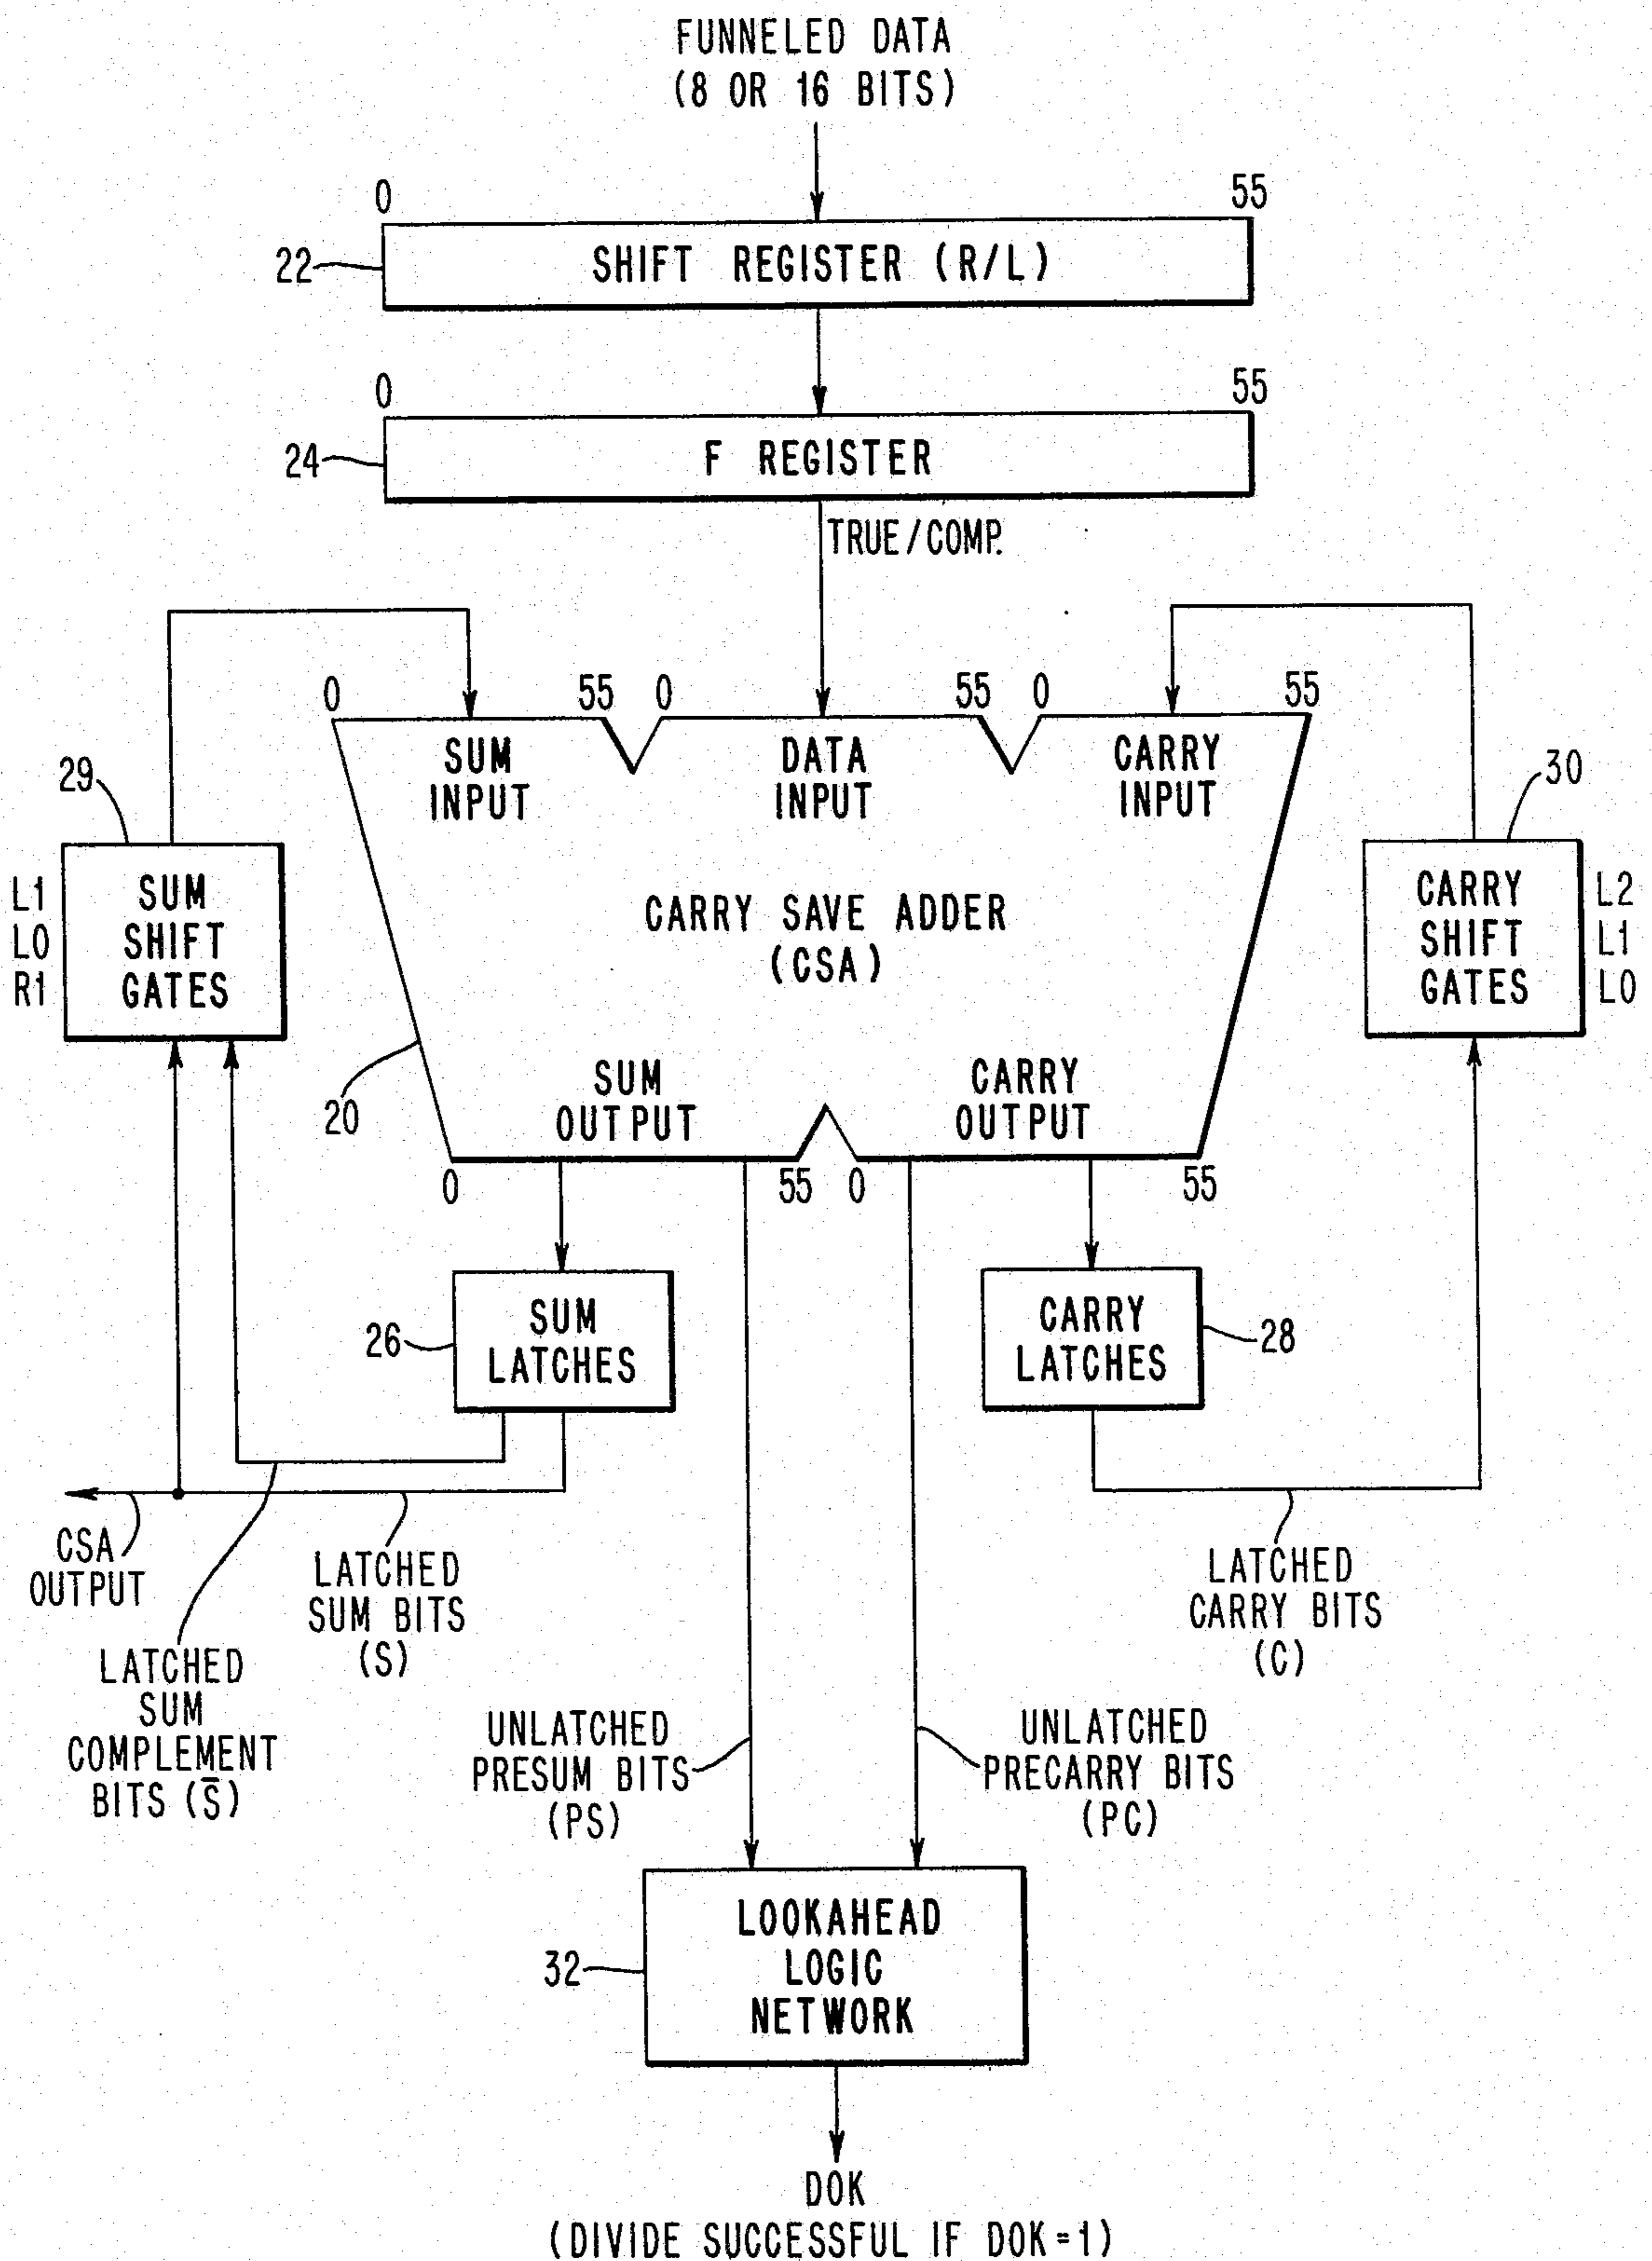 FUNNELED DATA
(8 OR 16 BITS)
0
55
22
SHIFT REGISTER (R/L)
0
55
24
F REGISTER
TRUE/COMP.
0
55
0
55
0
55
SUM
INPUT
DATA
INPUT
CARRY
INPUT
29
30
L1
L0
R1
SUM
SHIFT
GATES
CARRY SAVE ADDER
(CSA)
CARRY
SHIFT
GATES
L2
L1
L0
20
SUM
OUTPUT
CARRY
OUTPUT
0
55
0
55
26
SUM
LATCHES
CARRY
LATCHES
28
CSA
OUTPUT
LATCHED
SUM BITS
(S)
LATCHED
CARRY BITS
(C)
LATCHED
SUM
COMPLEMENT
BITS (S̅)
UNLATCHED
PRESUM BITS
(PS)
UNLATCHED
PRECARRY BITS
(PC)
32
LOOKAHEAD
LOGIC
NETWORK
DOK
(DIVIDE SUCCESSFUL IF DOK=1)